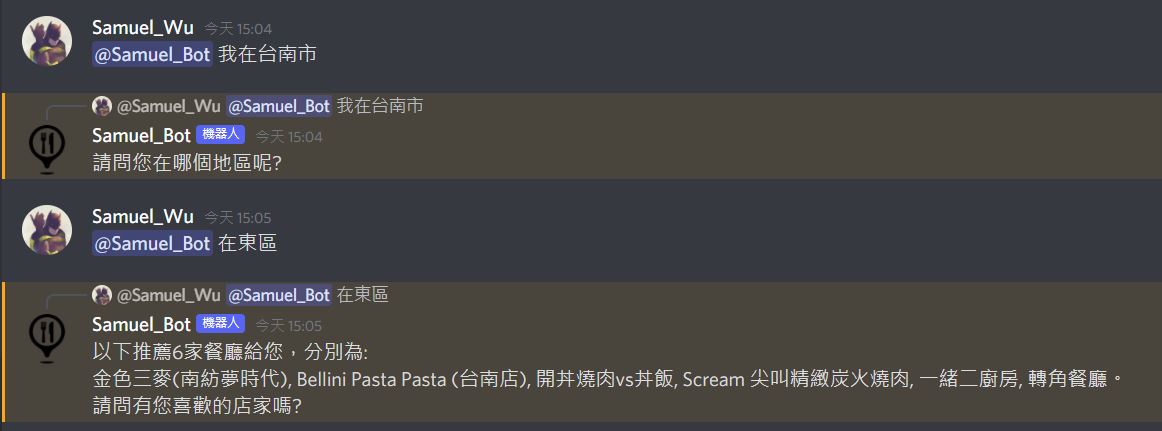 Samuel_Wu 今天 15:04
@Samuel_Bot 我在台南市
@Samuel_Wu @Samuel_Bot 我在台南市
Samuel_Bot 機器人 今天 15:04
請問您在哪個地區呢?
Samuel_Wu 今天 15:05
@Samuel_Bot 在東區
@Samuel_Wu @Samuel_Bot 在東區
Samuel_Bot 機器人 今天 15:05
以下推薦6家餐廳給您，分別為:
金色三麥(南紡夢時代), Bellini Pasta Pasta (台南店), 開丼燒肉vs丼飯, Scream 尖叫精緻炭火燒肉, 一緒二廚房, 轉角餐廳。
請問有您喜歡的店家嗎?